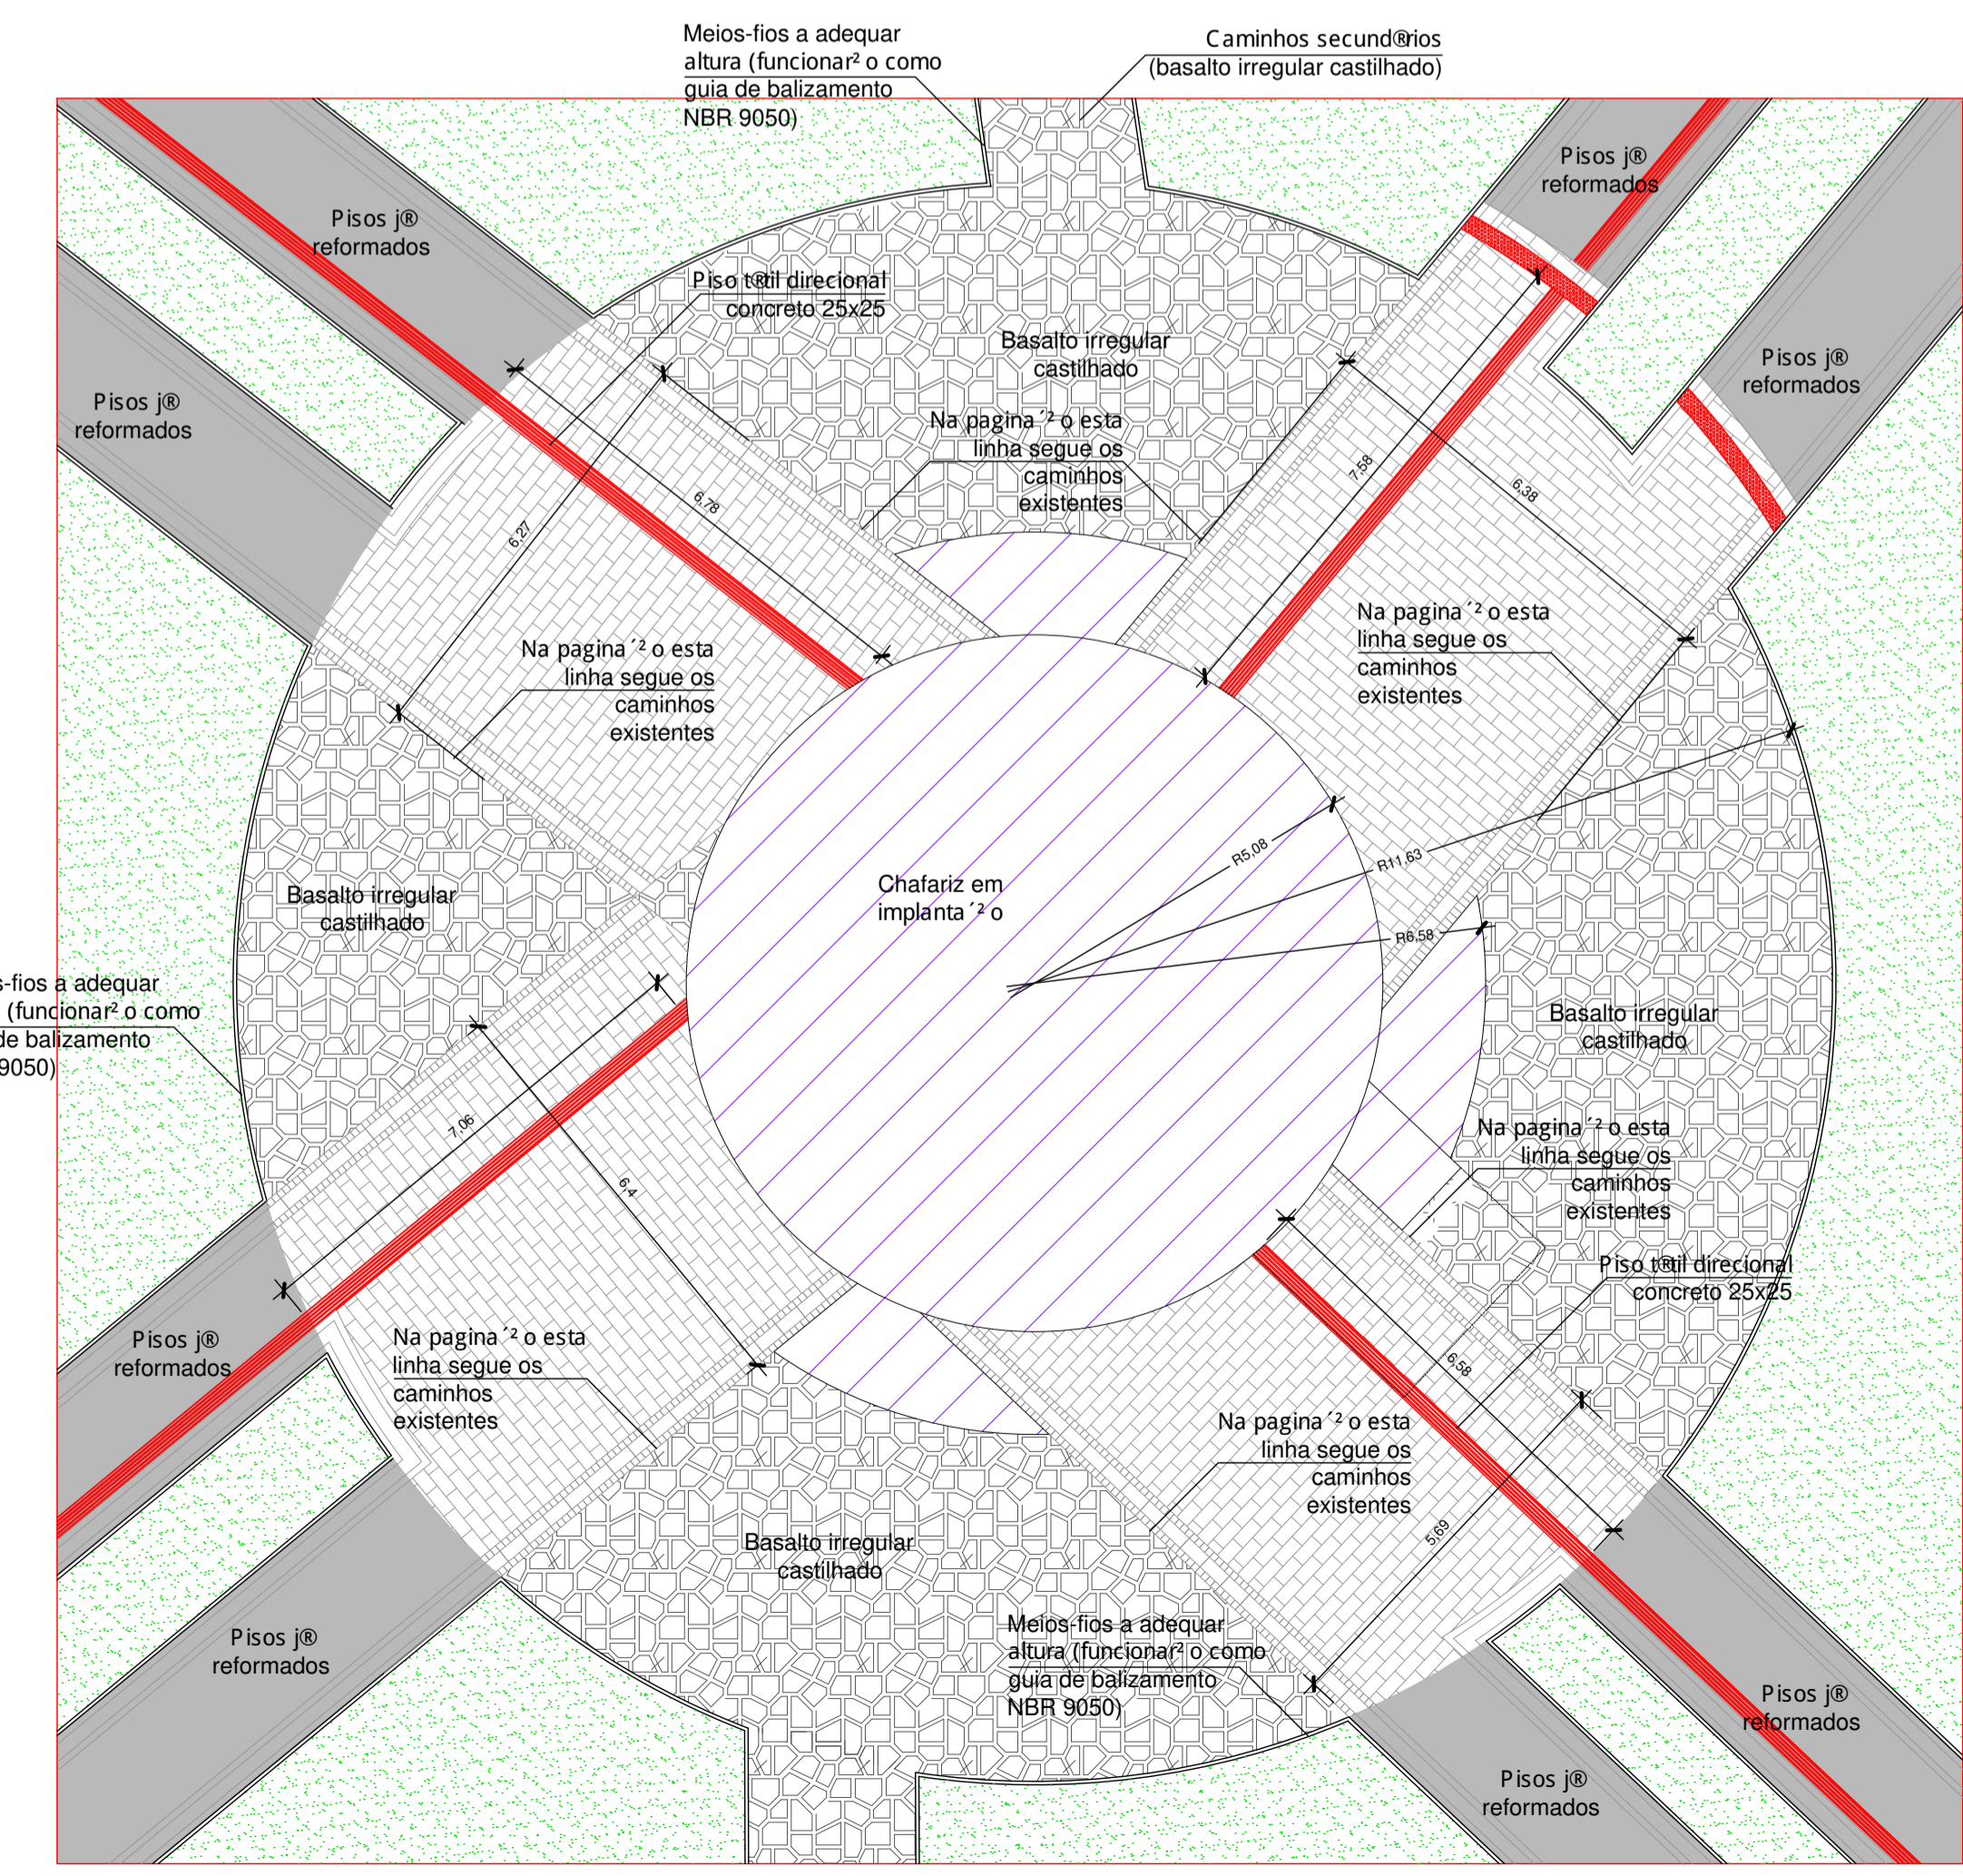 Meios-fios a adequar
altura (funcionar² o como
guia de balizamento
NBR 9050)
Caminhos secund®rios
(basalto irregular castilhado)
Pisos j®
reformados
Pisos j®
reformados
Piso t®til direcional
concreto 25x25
Basalto irregular
castilhado
Pisos j®
reformados
Pisos j®
reformados
Na pagina´² o esta
linha segue os
caminhos
existentes
7,58
6,38
6,78
6,27
Na pagina´² o esta
linha segue os
caminhos
existentes
Na pagina´² o esta
linha segue os
caminhos
existentes
R5,08
R11,63
R6,58
Chafariz em
implanta´² o
Basalto irregular
castilhado
s-fios a adequar
(funcionar² o como
de balizamento
9050)
Basalto irregular
castilhado
7,06
6,4
Na pagina´² o esta
linha segue os
caminhos
existentes
Piso t®til direcional
concreto 25x25
Pisos j®
reformados
Na pagina´² o esta
linha segue os
caminhos
existentes
6,58
Na pagina´² o esta
linha segue os
caminhos
existentes
5,69
Basalto irregular
castilhado
Pisos j®
reformados
Meios-fios a adequar
altura (funcionar² o como
guia de balizamento
NBR 9050)
Pisos j®
reformados
Pisos j®
reformados